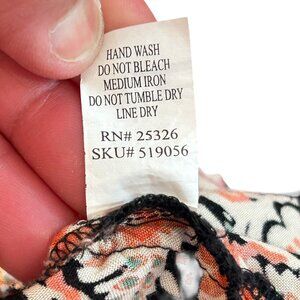 HAND WASH
DO NOT BLEACH
MEDIUM IRON
DO NOT TUMBLE DRY
LINE DRY
RN# 25326
SKU# 519056